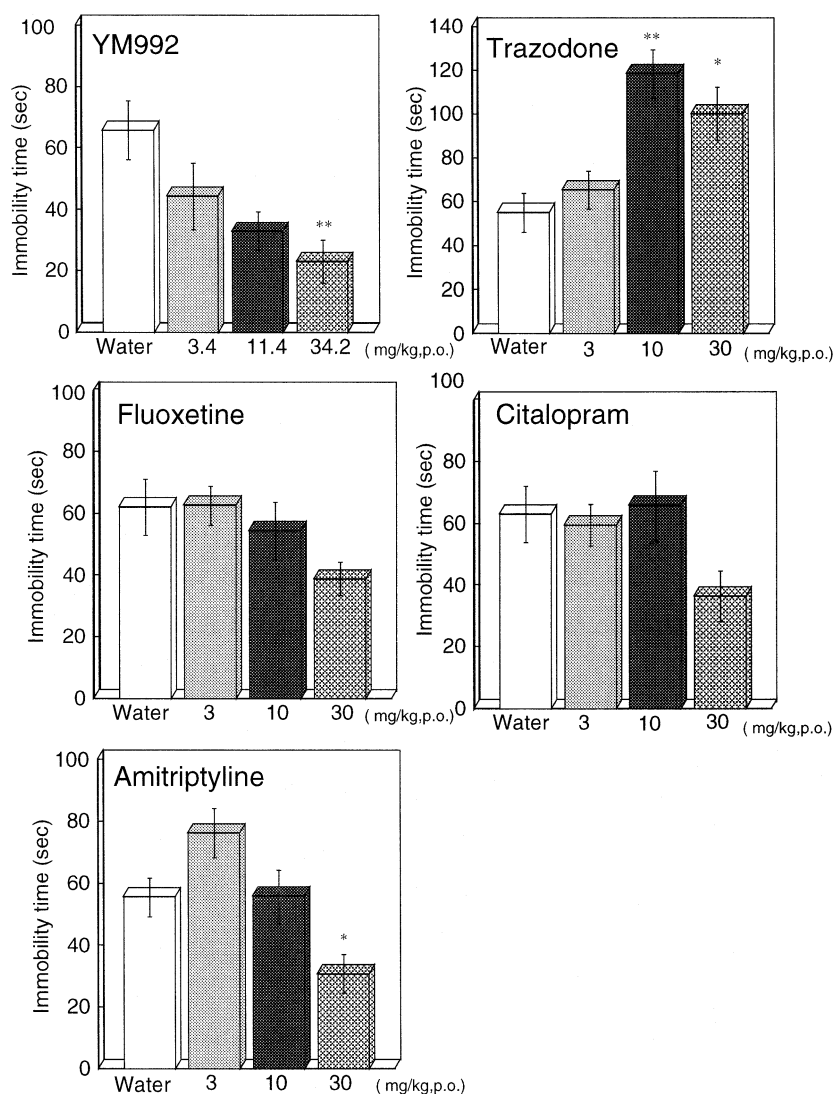 YM992
Immobility time (sec)
100
80
60
40
20
0
**
Water 3.4 11.4 34.2 ( mg/kg,p.o.)
Trazodone
Immobility time (sec)
140
120
100
80
60
40
20
0
**
*
Water 3 10 30 ( mg/kg,p.o.)
Fluoxetine
Immobility time (sec)
100
80
60
40
20
0
Water 3 10 30 ( mg/kg,p.o.)
Citalopram
Immobility time (sec)
100
80
60
40
20
0
Water 3 10 30 ( mg/kg,p.o.)
Amitriptyline
Immobility time (sec)
100
80
60
40
20
0
*
Water 3 10 30 ( mg/kg,p.o.)